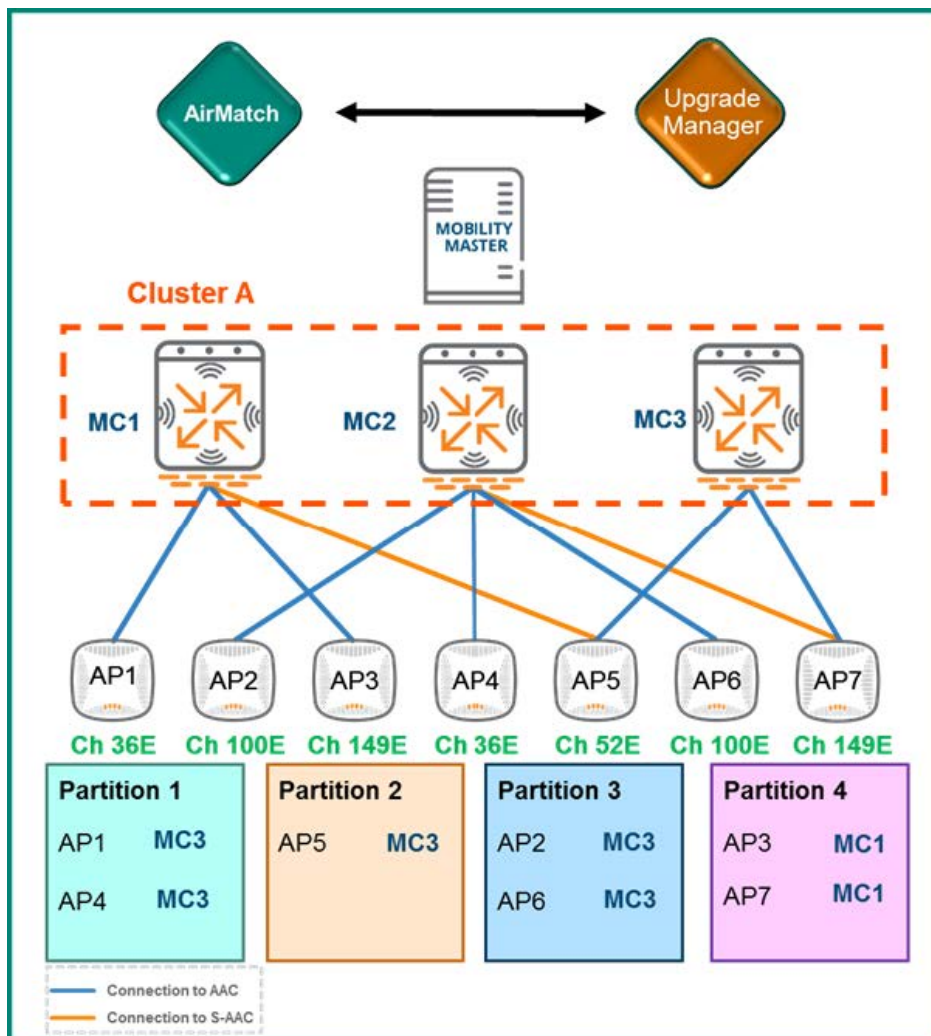 AirMatch
Upgrade
Manager
MOBILITY
MASTER
Cluster A
MC1
MC2
MC3
AP1
AP2
AP3
AP4
AP5
AP6
AP7
Ch 36E
Ch 100E
Ch 149E
Ch 36E
Ch 52E
Ch 100E
Ch 149E
Partition 1
AP1 MC3
AP4 MC3
Partition 2
AP5 MC3
Partition 3
AP2 MC3
AP6 MC3
Partition 4
AP3 MC1
AP7 MC1
Connection to AAC
Connection to S-AAC